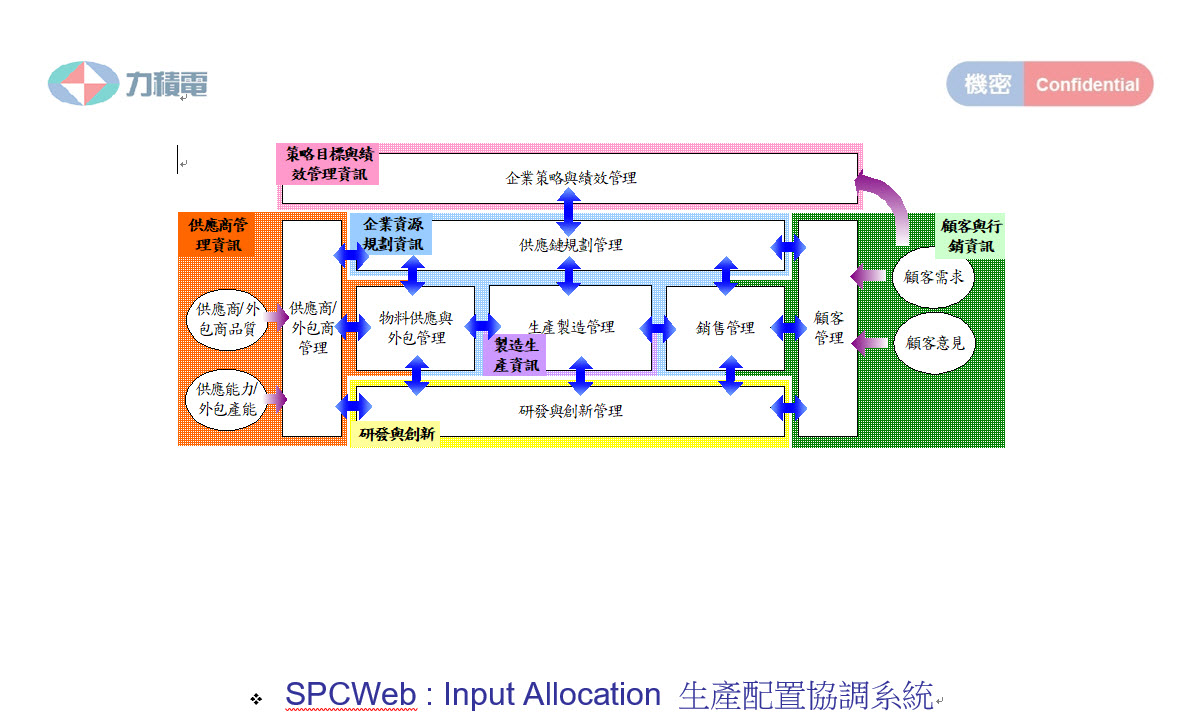 力積電
機密 Confidential
策略目標與績
效管理資訊
企業策略與績效管理
供應商管
理資訊
企業資源
規劃資訊
供應鏈規劃管理
顧客與行
銷資訊
顧客需求
供應商/外
包商品質
供應商/
外包商
管理
物料供應與
外包管理
生產製造管理
銷售管理
顧客
管理
顧客意見
製造生
產資訊
供應能力/
外包產能
研發與創新管理
研發與創新
❖ SPCWeb : Input Allocation 生產配置協調系統